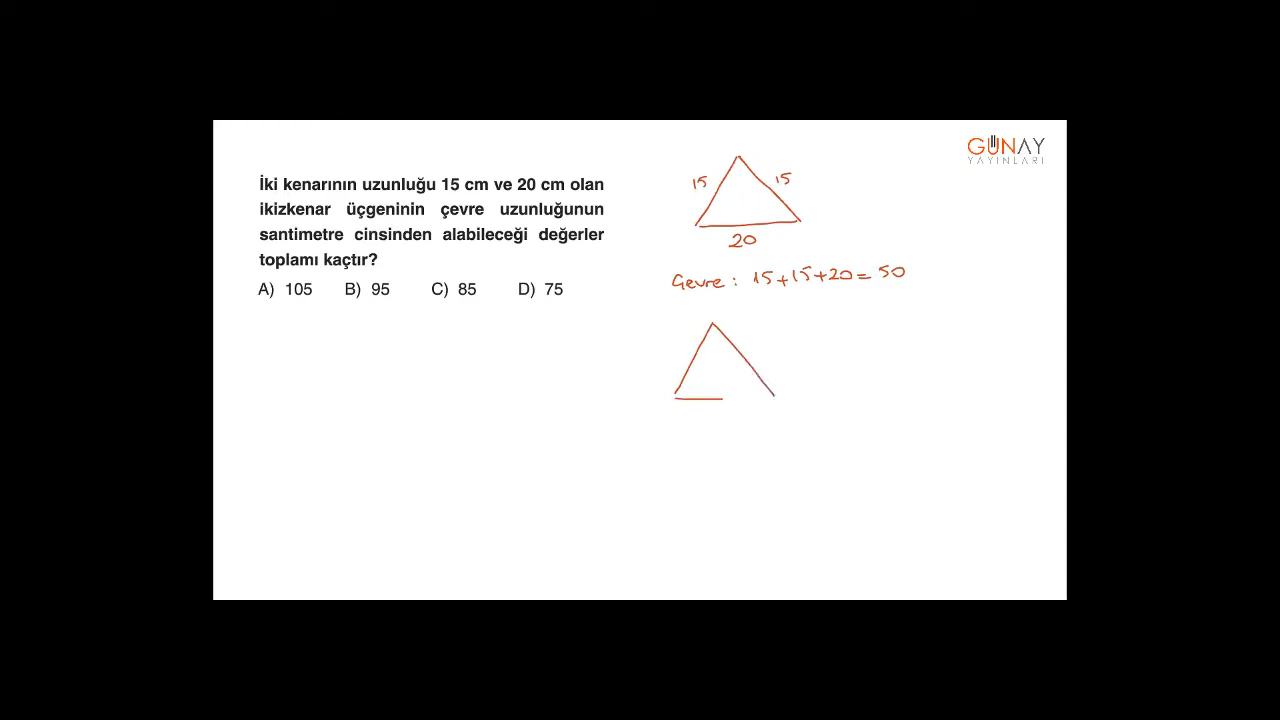 GÜNAY
YAYINLARI
İki kenarının uzunluğu 15 cm ve 20 cm olan
ikizkenar üçgeninin çevre uzunluğunun
santimetre cinsinden alabileceği değerler
toplamı kaçtır?
A) 105 B) 95 C) 85 D) 75
15 15
20
Çevre : 15+15+20=50